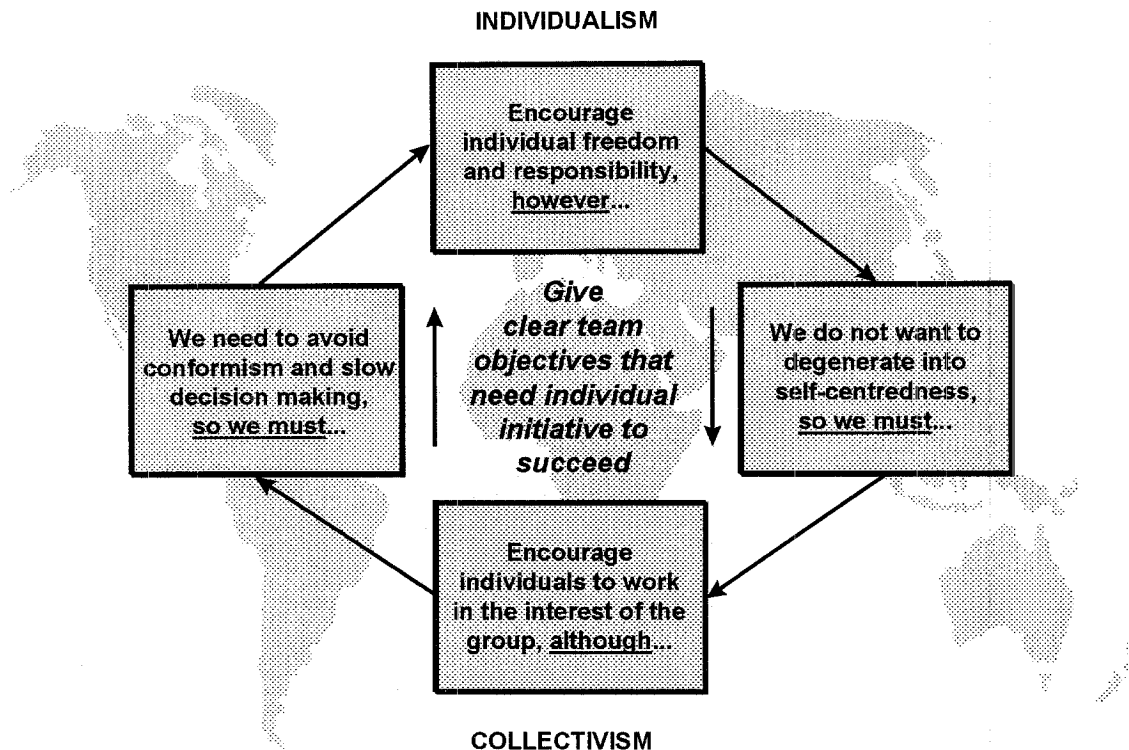 INDIVIDUALISM
Encourage
individual freedom
and responsibility,
however...
We need to avoid
conformism and slow
decision making,
so we must...
Give
clear team
objectives that
need individual
initiative to
succeed
We do not want to
degenerate into
self-centredness,
so we must...
Encourage
individuals to work
in the interest of the
group, although...
COLLECTIVISM